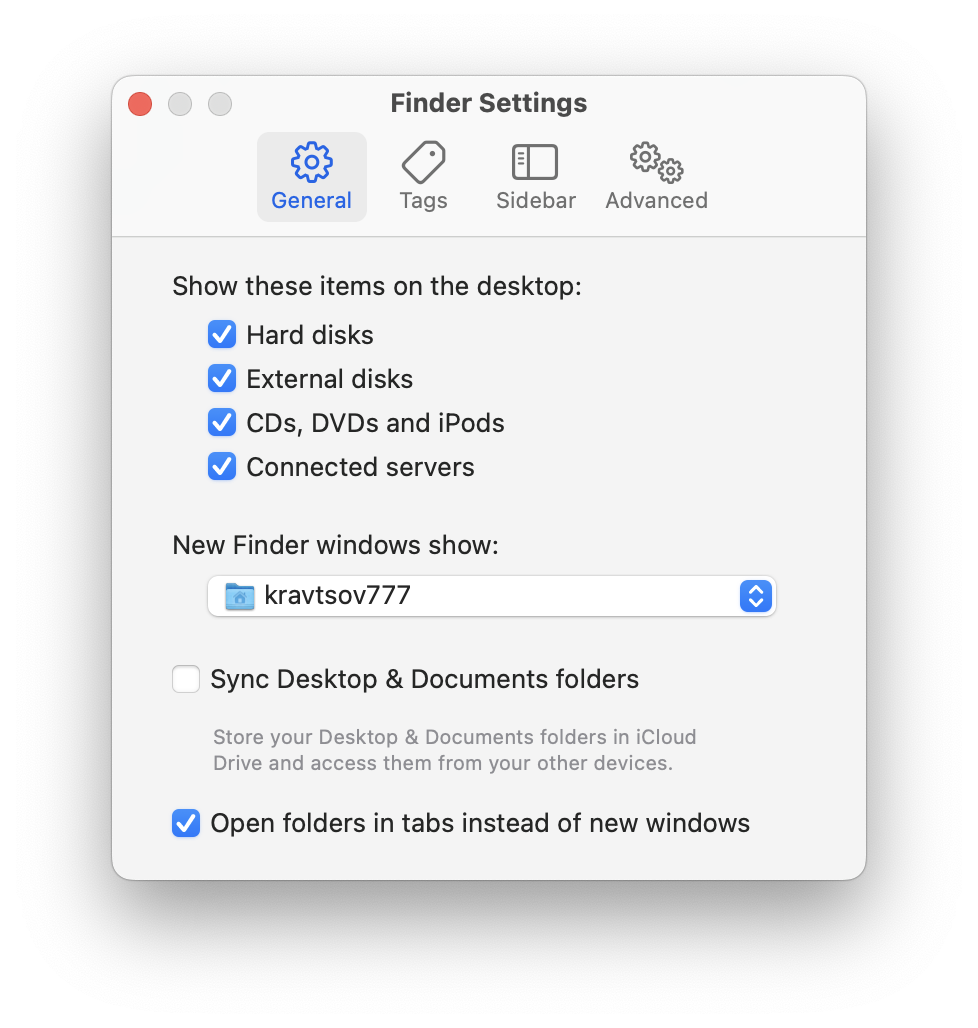 Finder Settings
General Tags Sidebar Advanced
Show these items on the desktop:
Hard disks
External disks
CDs, DVDs and iPods
Connected servers
New Finder windows show:
kravtsov777
Sync Desktop & Documents folders
Store your Desktop & Documents folders in iCloud
Drive and access them from your other devices.
Open folders in tabs instead of new windows